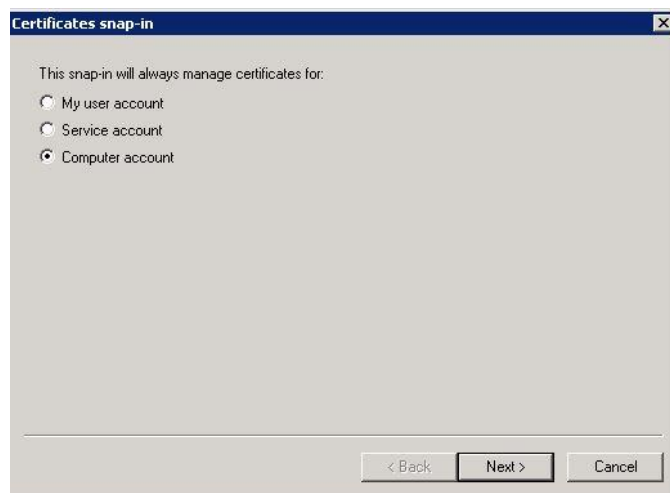 Certificates snap-in
This snap-in will always manage certificates for:
My user account
Service account
Computer account
< Back
Next >
Cancel